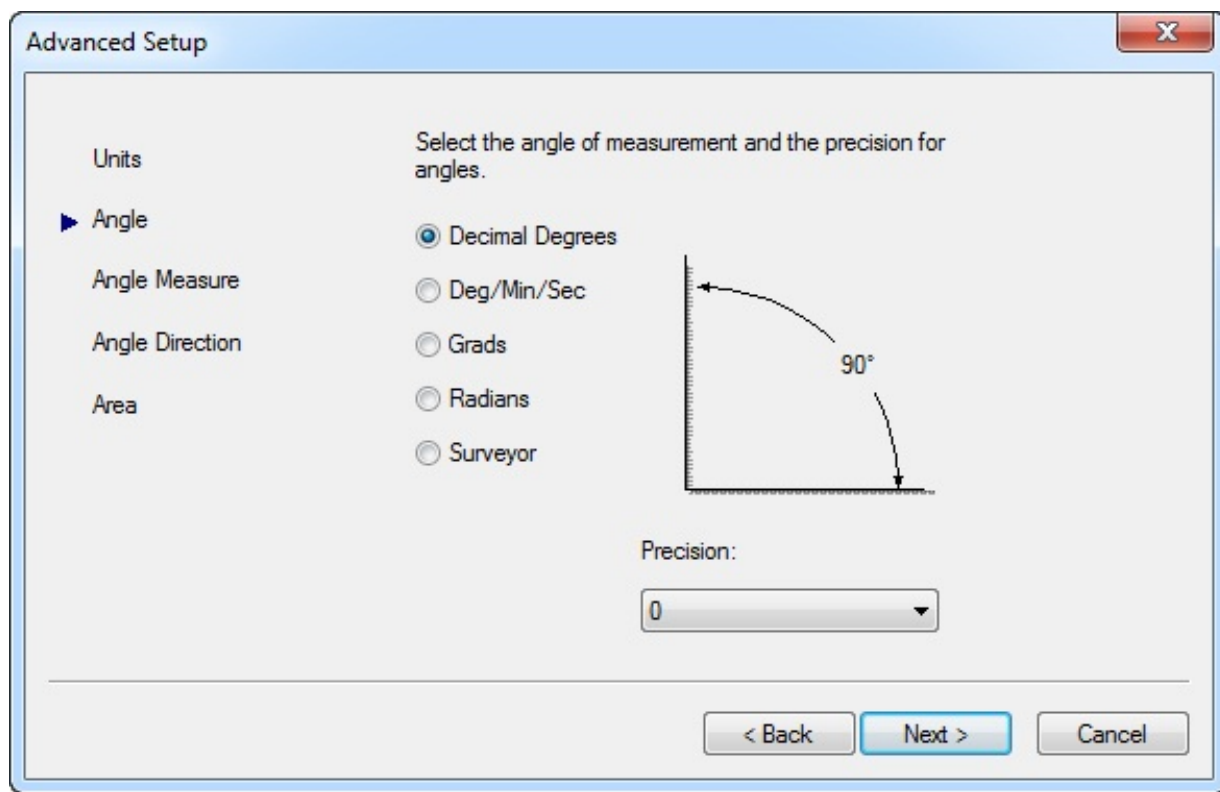 Advanced Setup
Units
Angle
Angle Measure
Angle Direction
Area
Select the angle of measurement and the precision for
angles.
Decimal Degrees
Deg/Min/Sec
Grads
Radians
Surveyor
90°
Precision:
0
< Back
Next >
Cancel